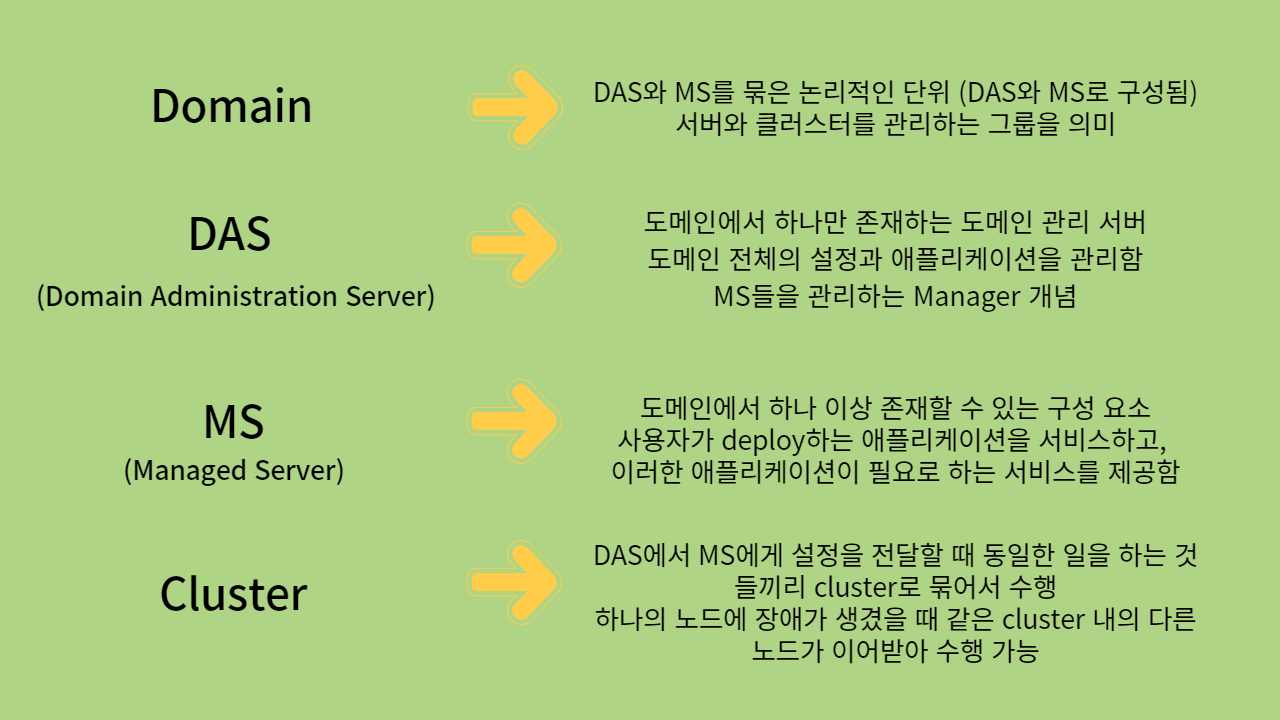 Domain
DAS와 MS를 묶은 논리적인 단위 (DAS와 MS로 구성됨)
서버와 클러스터를 관리하는 그룹을 의미
DAS
(Domain Administration Server)
도메인에서 하나만 존재하는 도메인 관리 서버
도메인 전체의 설정과 애플리케이션을 관리함
MS들을 관리하는 Manager 개념
MS
(Managed Server)
도메인에서 하나 이상 존재할 수 있는 구성 요소
사용자가 deploy하는 애플리케이션을 서비스하고,
이러한 애플리케이션이 필요로 하는 서비스를 제공함
Cluster
DAS에서 MS에게 설정을 전달할 때 동일한 일을 하는 것
들끼리 cluster로 묶어서 수행
하나의 노드에 장애가 생겼을 때 같은 cluster 내의 다른
노드가 이어받아 수행 가능